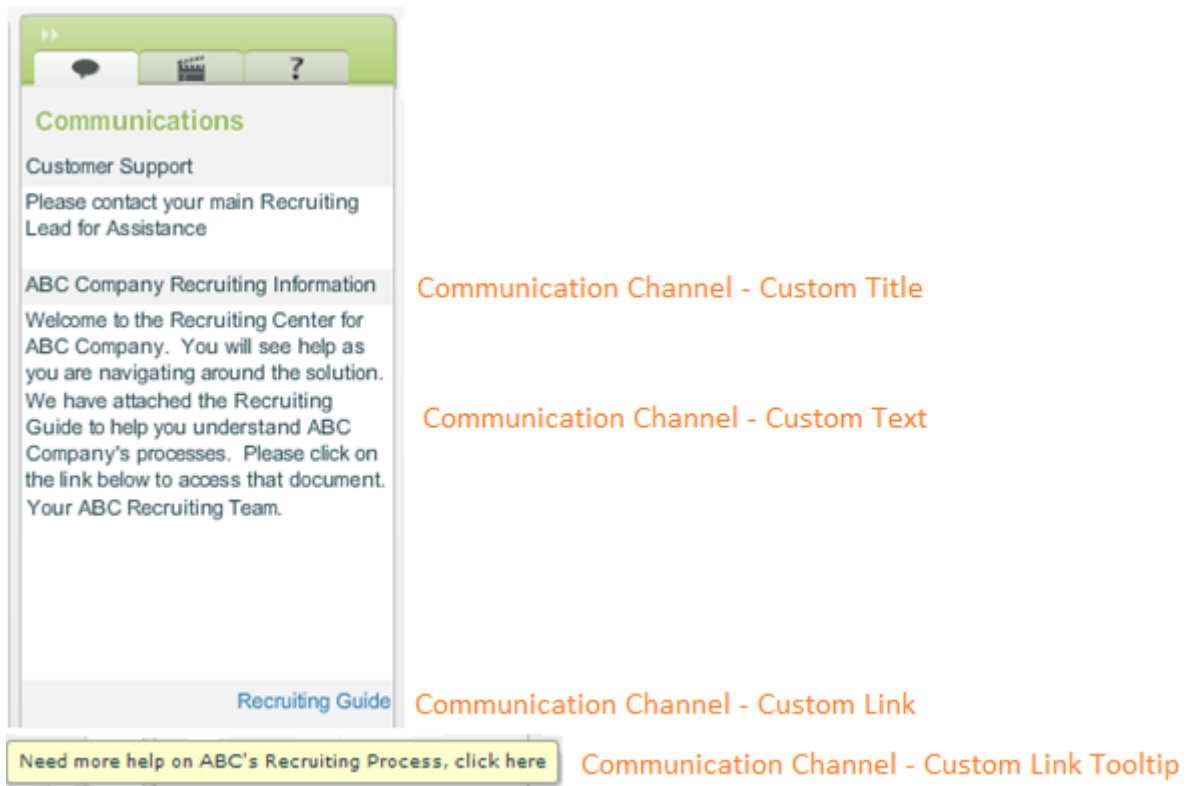 ?
Communications
Customer Support
Please contact your main Recruiting
Lead for Assistance
ABC Company Recruiting Information
Communication Channel - Custom Title
Welcome to the Recruiting Center for
ABC Company.  You will see help as
you are navigating around the solution.
We have attached the Recruiting
Guide to help you understand ABC
Company's processes.  Please click on
the link below to access that document.
Your ABC Recruiting Team.
Communication Channel - Custom Text
Recruiting Guide
Communication Channel - Custom Link
Need more help on ABC's Recruiting Process, click here
Communication Channel - Custom Link Tooltip